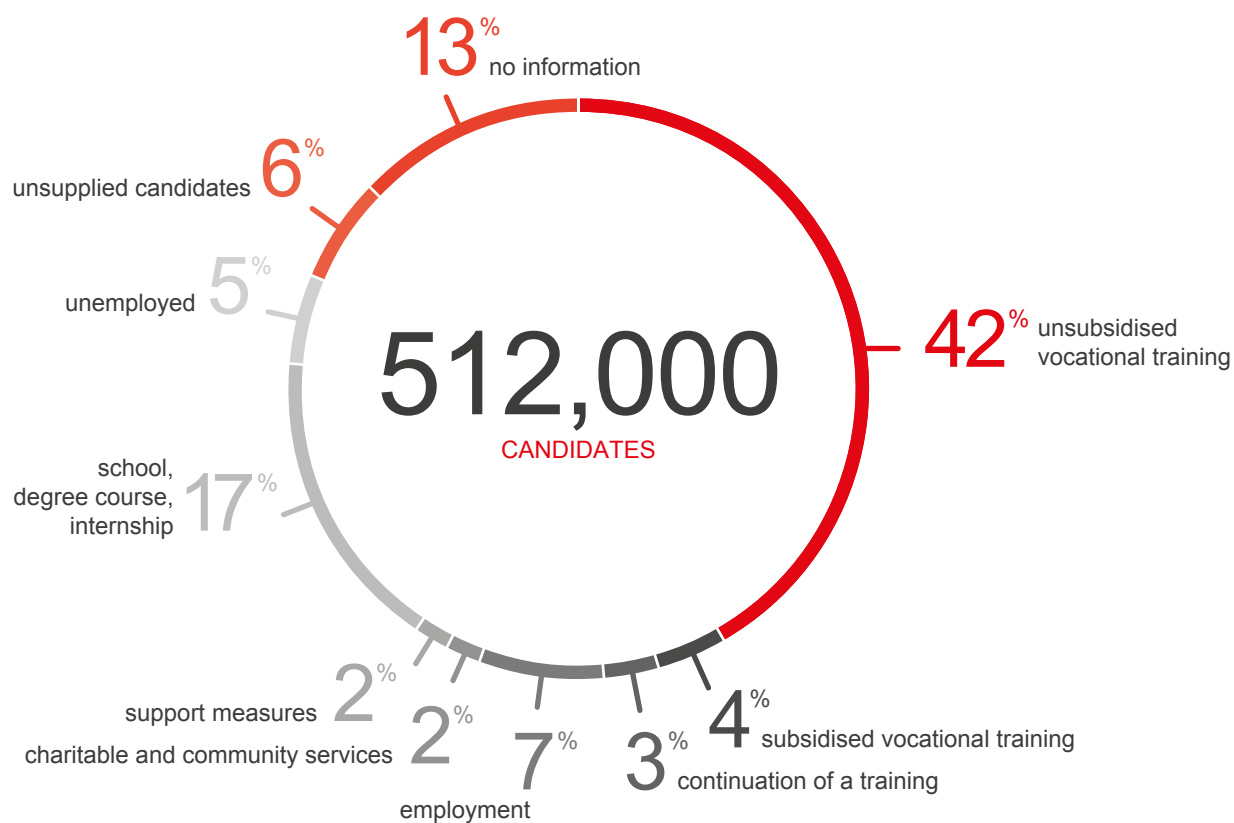 13% no information
6% unsupplied candidates
5% unemployed
42% unsubsidised
vocational training
512,000
CANDIDATES
school,
degree course,
internship
17%
2% support measures
4% subsidised vocational training
2% charitable and community services
3% continuation of a training
7%
employment